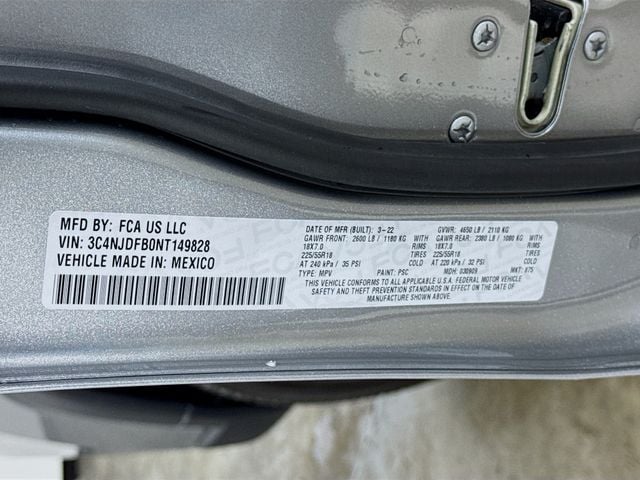 MFD BY: FCA US LLC
VIN: 3C4NJDFB0NT149828
VEHICLE MADE IN: MEXICO
DATE OF MFR (BUILT): 3-22 GVWR: 4650 LB / 2110 KG
GAWR FRONT: 2600 LB / 1180 KG GAWR REAR: 2380 LB / 1080 KG
18X7.0 RIMS 18X7.0 RIMS
225/55R18 TIRES 225/55R18 TIRES
AT 240 kPa / 35 PSI COLD AT 220 kPa / 32 PSI COLD
TYPE: MPV PAINT: PSC MDH: 030909 MKT: 875
THIS VEHICLE CONFORMS TO ALL APPLICABLE U.S.A. FEDERAL MOTOR VEHICLE
SAFETY AND THEFT PREVENTION STANDARDS IN EFFECT ON THE DATE OF
MANUFACTURE SHOWN ABOVE.